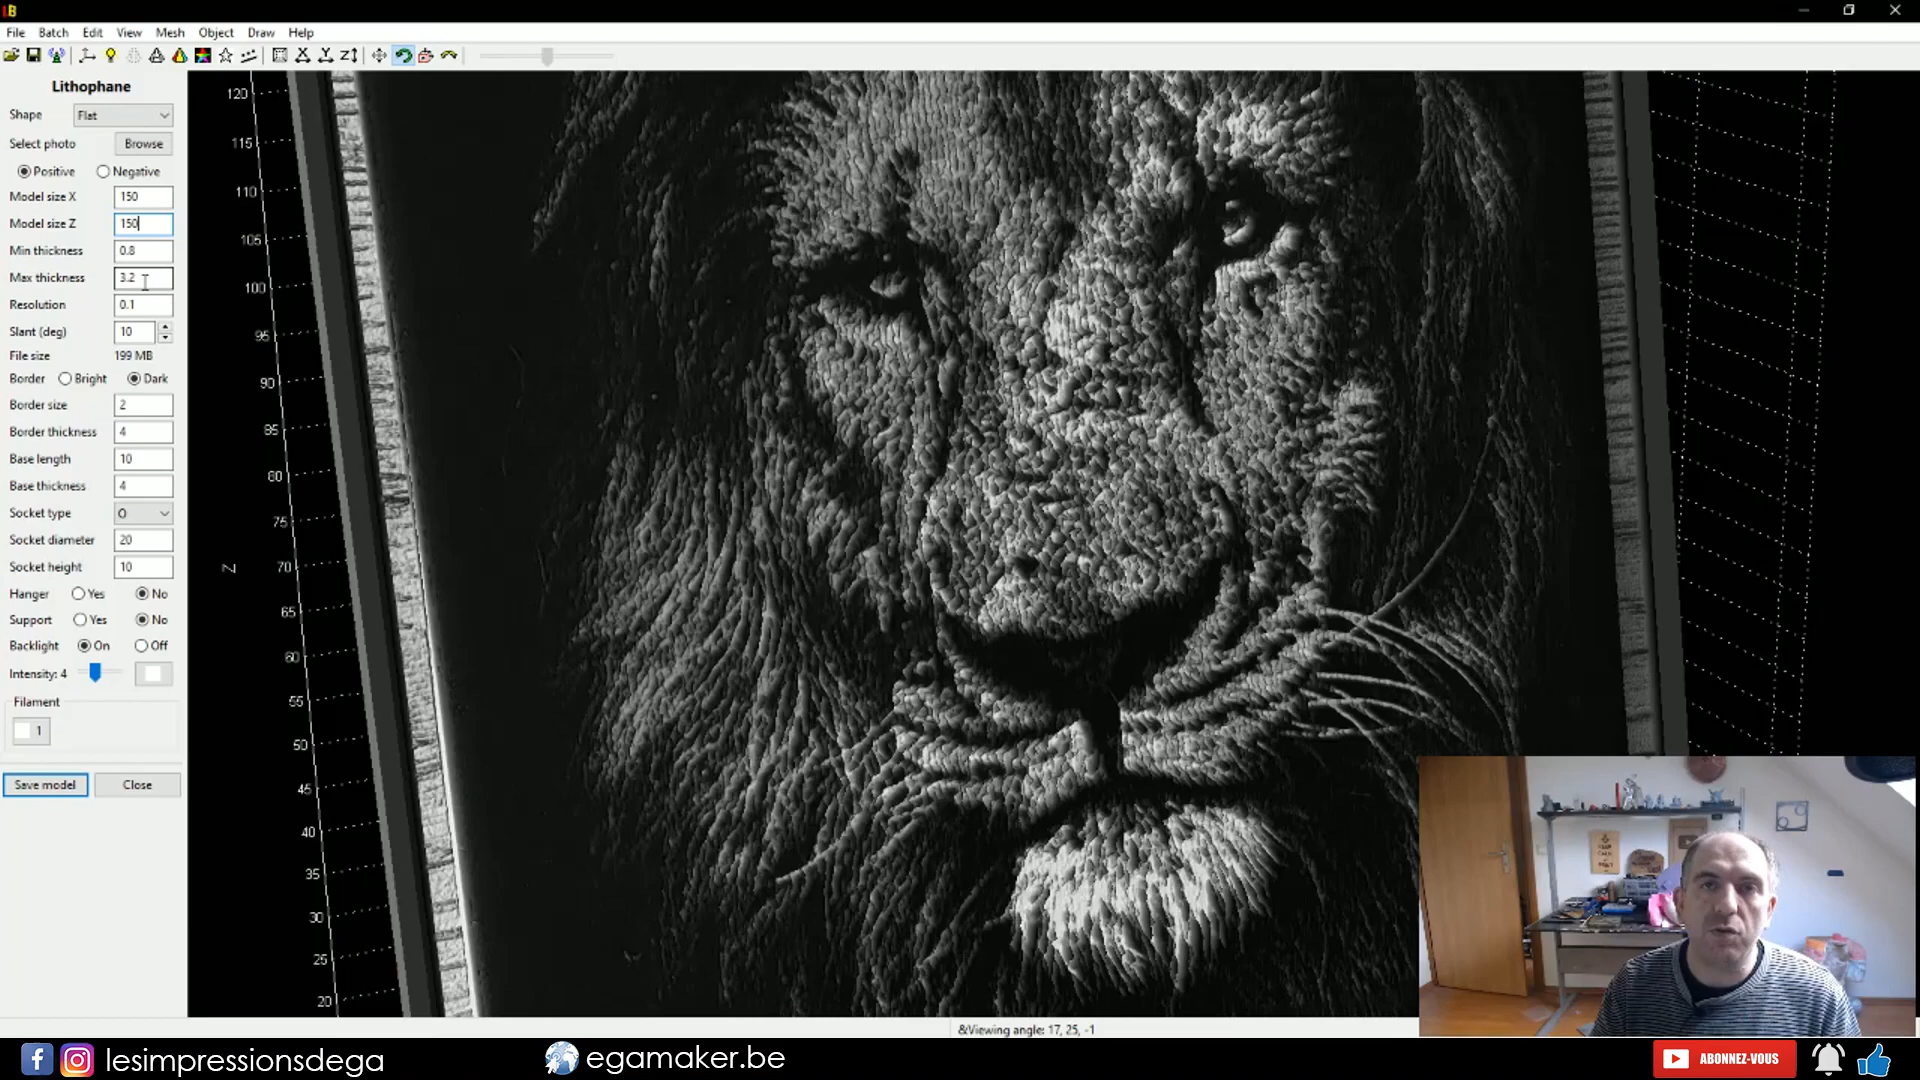 LB
File Batch Edit View Mesh Object Draw Help
Lithophane
Shape Flat
Select photo Browse
Positive Negative
Model size X 150
Model size Z 150
Min thickness 0.8
Max thickness 3.2
Resolution 0.1
Slant (deg) 10
File size 199 MB
Border Bright Dark
Border size 2
Border thickness 4
Base length 10
Base thickness 4
Socket type O
Socket diameter 20
Socket height 10
Hanger Yes No
Support Yes No
Backlight On Off
Intensity: 4
Filament
1
Save model Close
120
115
110
105
100
95
90
85
80
75
Z 70
65
60
55
50
45
40
35
30
25
20
&Viewing angle: 17, 25, -1
lesimpressionsdega egamaker.be ABONNEZ-VOUS